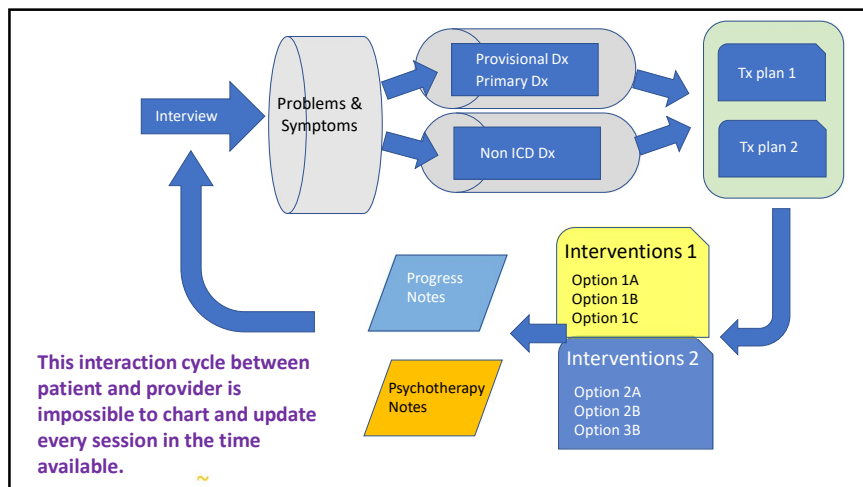 Interview
Problems &
Symptoms
Provisional Dx
Primary Dx
Non ICD Dx
Tx plan 1
Tx plan 2
Interventions 1
Option 1A
Option 1B
Option 1C
Interventions 2
Option 2A
Option 2B
Option 3B
Progress
Notes
Psychotherapy
Notes
This interaction cycle between
patient and provider is
impossible to chart and update
every session in the time
available.
~